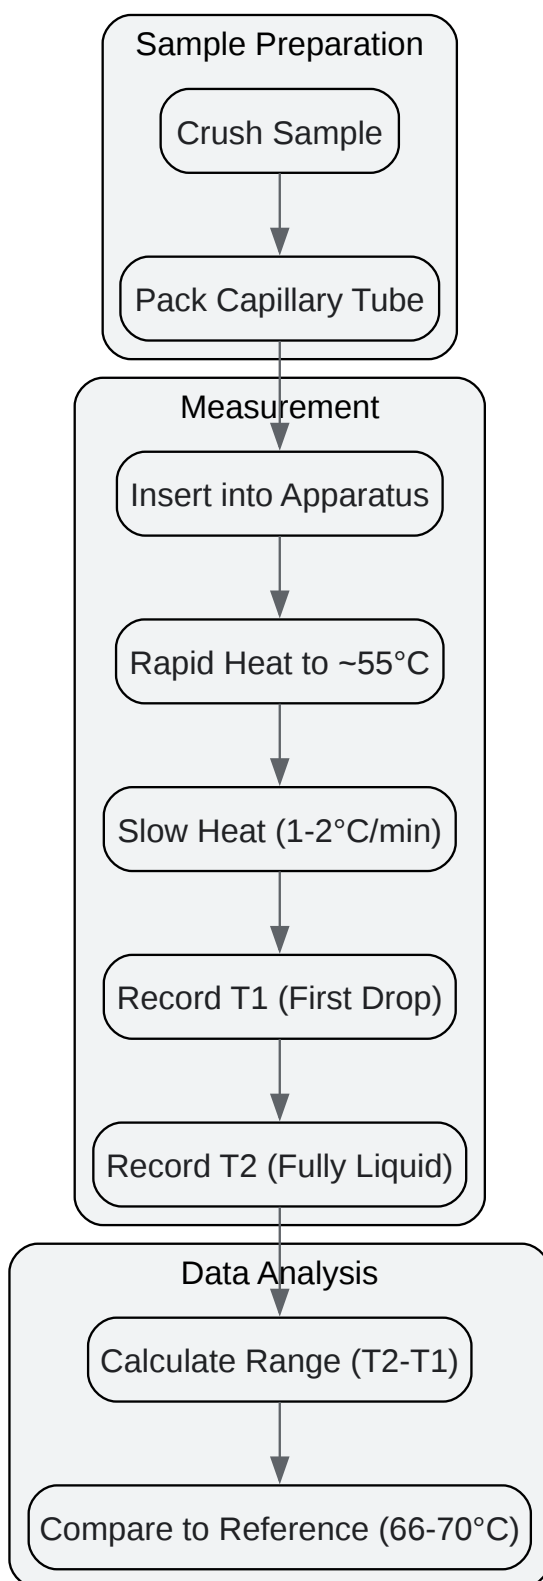 Sample Preparation
Crush Sample
Pack Capillary Tube
Measurement
Insert into Apparatus
Rapid Heat to ~55°C
Slow Heat (1-2°C/min)
Record T1 (First Drop)
Record T2 (Fully Liquid)
Data Analysis
Calculate Range (T2-T1)
Compare to Reference (66-70°C)